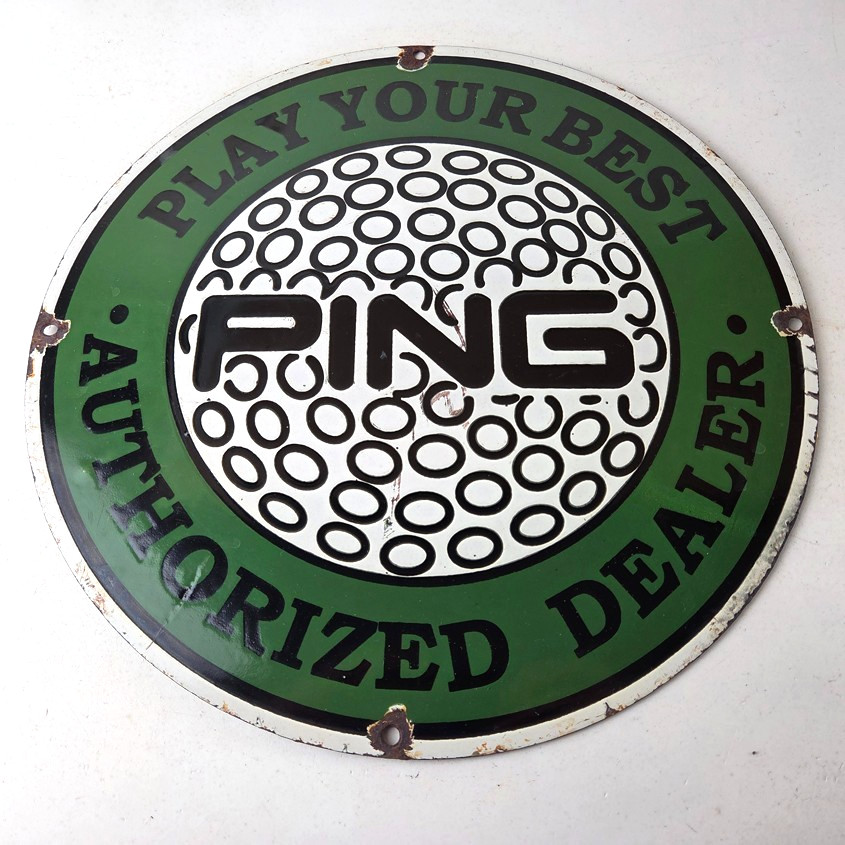 PLAY YOUR BEST
PING
• AUTHORIZED DEALER •